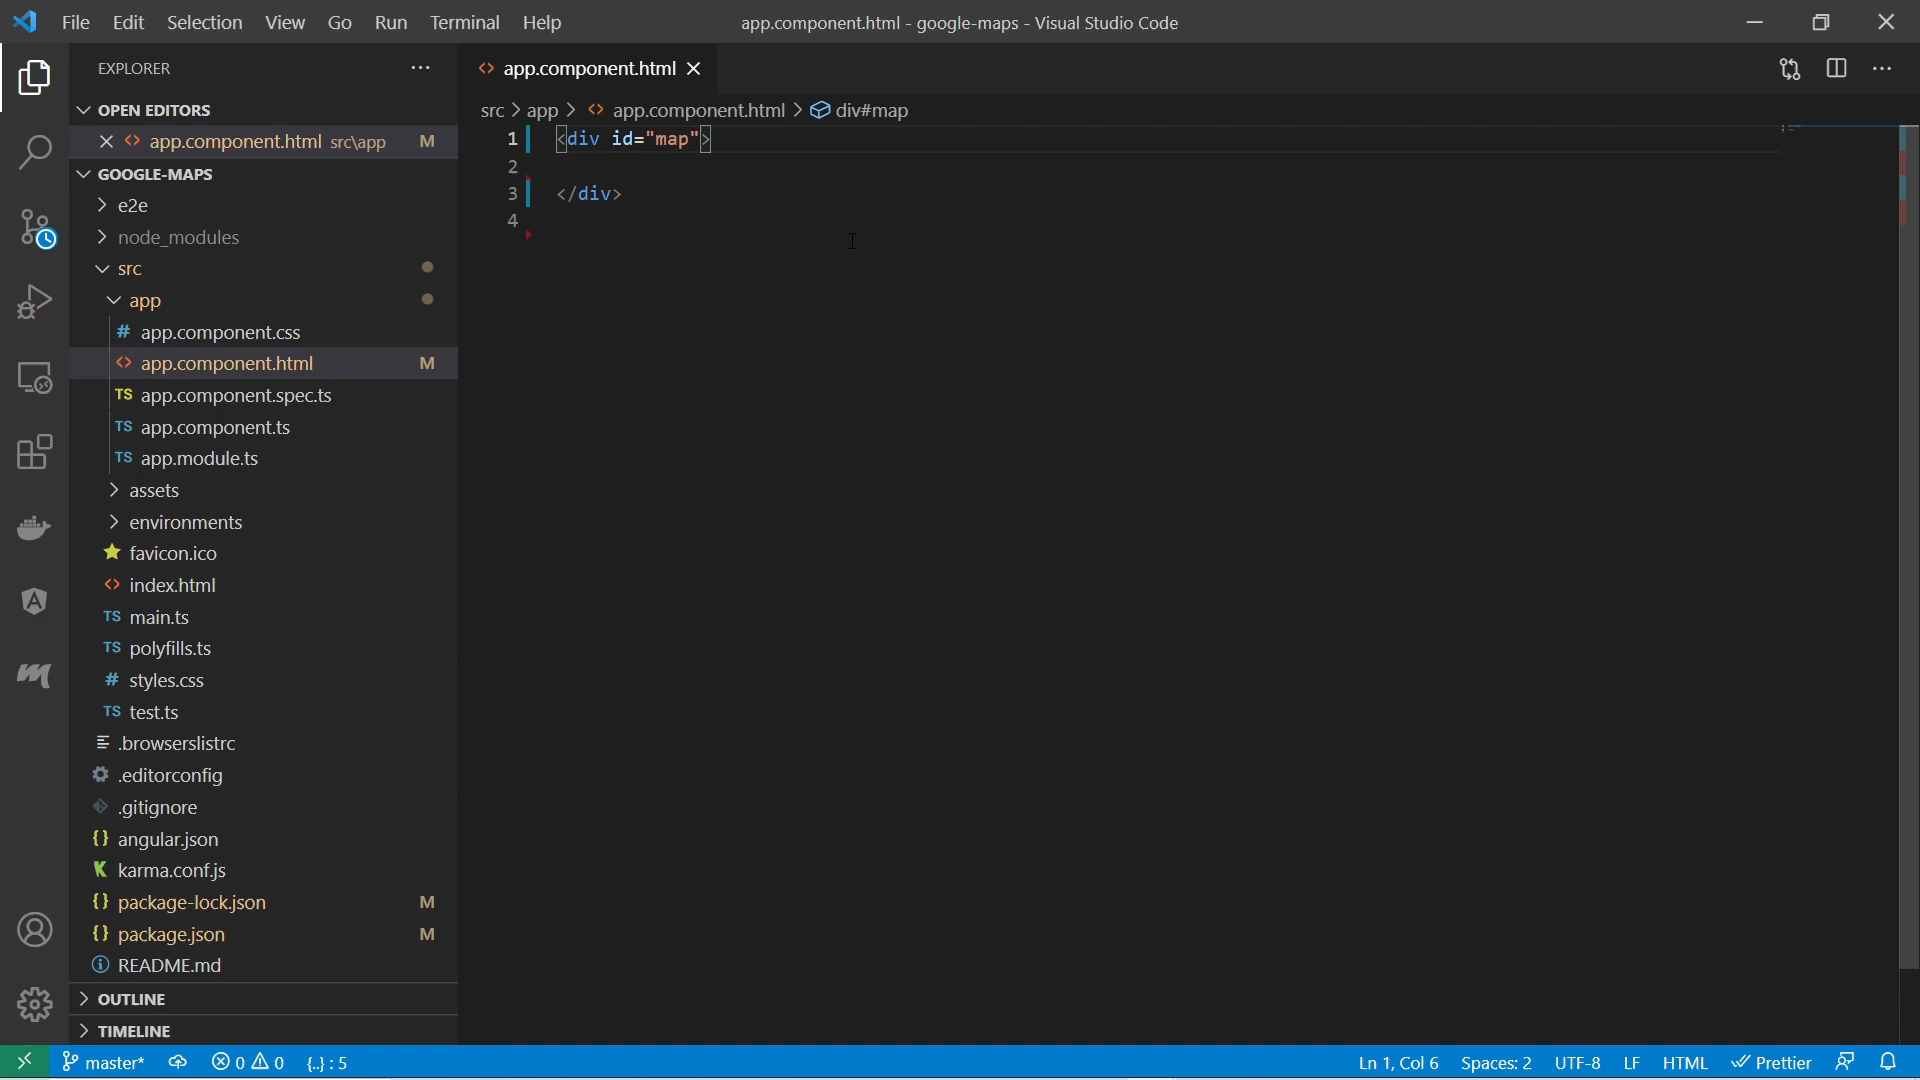 File Edit Selection View Go Run Terminal Help
app.component.html - google-maps - Visual Studio Code
EXPLORER
OPEN EDITORS
app.component.html src\app M
GOOGLE-MAPS
e2e
node_modules
src
app
# app.component.css
<> app.component.html M
TS app.component.spec.ts
TS app.component.ts
TS app.module.ts
assets
environments
favicon.ico
<> index.html
TS main.ts
TS polyfills.ts
# styles.css
TS test.ts
.browserslistrc
.editorconfig
.gitignore
{} angular.json
K karma.conf.js
{} package-lock.json M
{} package.json M
README.md
OUTLINE
TIMELINE
<> app.component.html
src > app > <> app.component.html > div#map
1 <div id="map">
2
3 </div>
4
master* 0 0 {..} : 5
Ln 1, Col 6 Spaces: 2 UTF-8 LF HTML Prettier